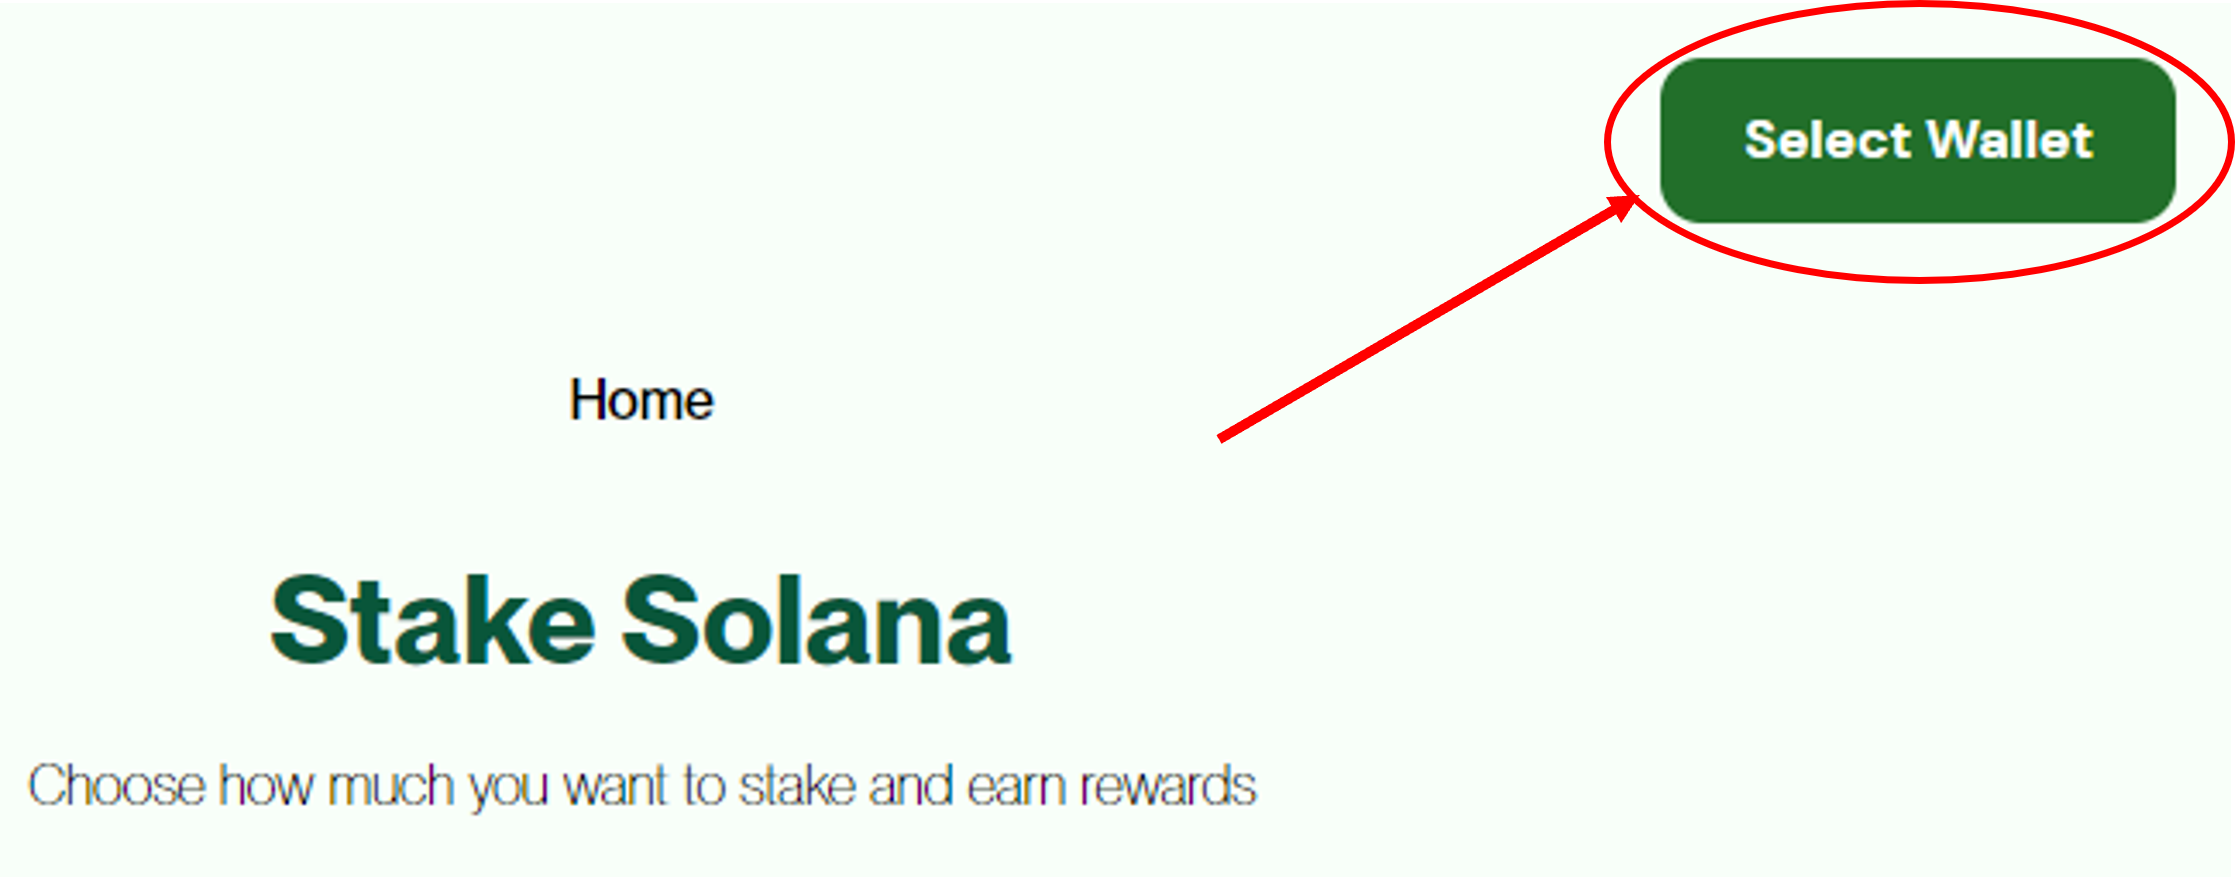 Select Wallet
Home
Stake Solana
Choose how much you want to stake and earn rewards